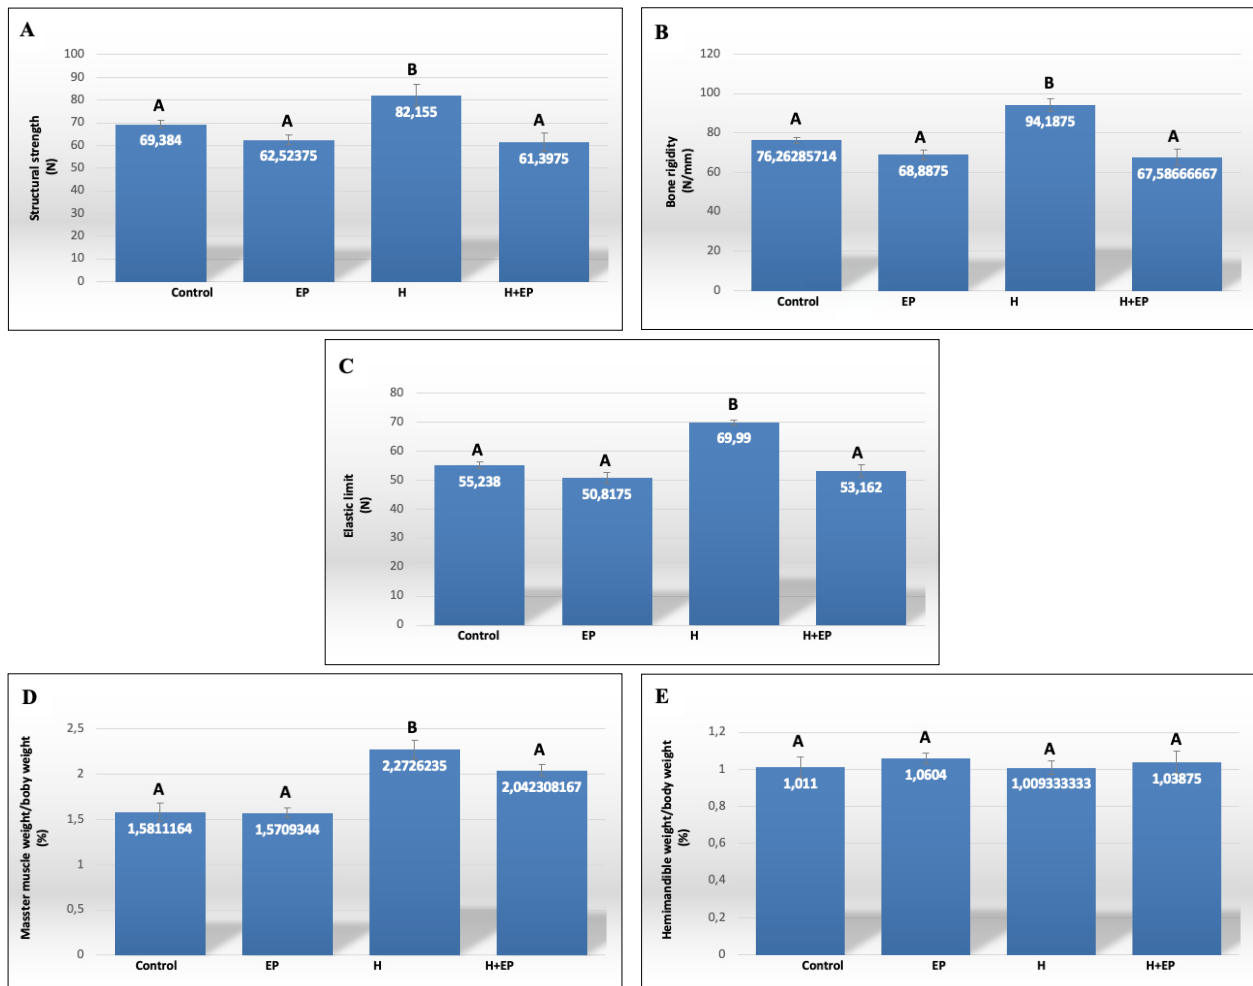 A
Structural strength
(N)
100
90
80
70
60
50
40
30
20
10
0
A
A
B
A
69,384
62,52375
82,155
61,3975
Control
EP
H
H+EP
B
Bone rigidity
(N/mm)
120
100
80
60
40
20
0
A
A
B
A
76,26285714
68,8875
94,1875
67,58666667
Control
EP
H
H+EP
C
Elastic limit
(N)
80
70
60
50
40
30
20
10
0
A
A
B
A
55,238
50,8175
69,99
53,162
Control
EP
H
H+EP
D
Masster muscle weight/boby weight
(%)
2,5
2
1,5
1
0,5
0
A
A
B
A
1,5811164
1,5709344
2,2726235
2,042308167
Control
EP
H
H+EP
E
Hemimandible weight/body weight
(%)
1,2
1
0,8
0,6
0,4
0,2
0
A
A
A
A
1,011
1,0604
1,009333333
1,03875
Control
EP
H
H+EP